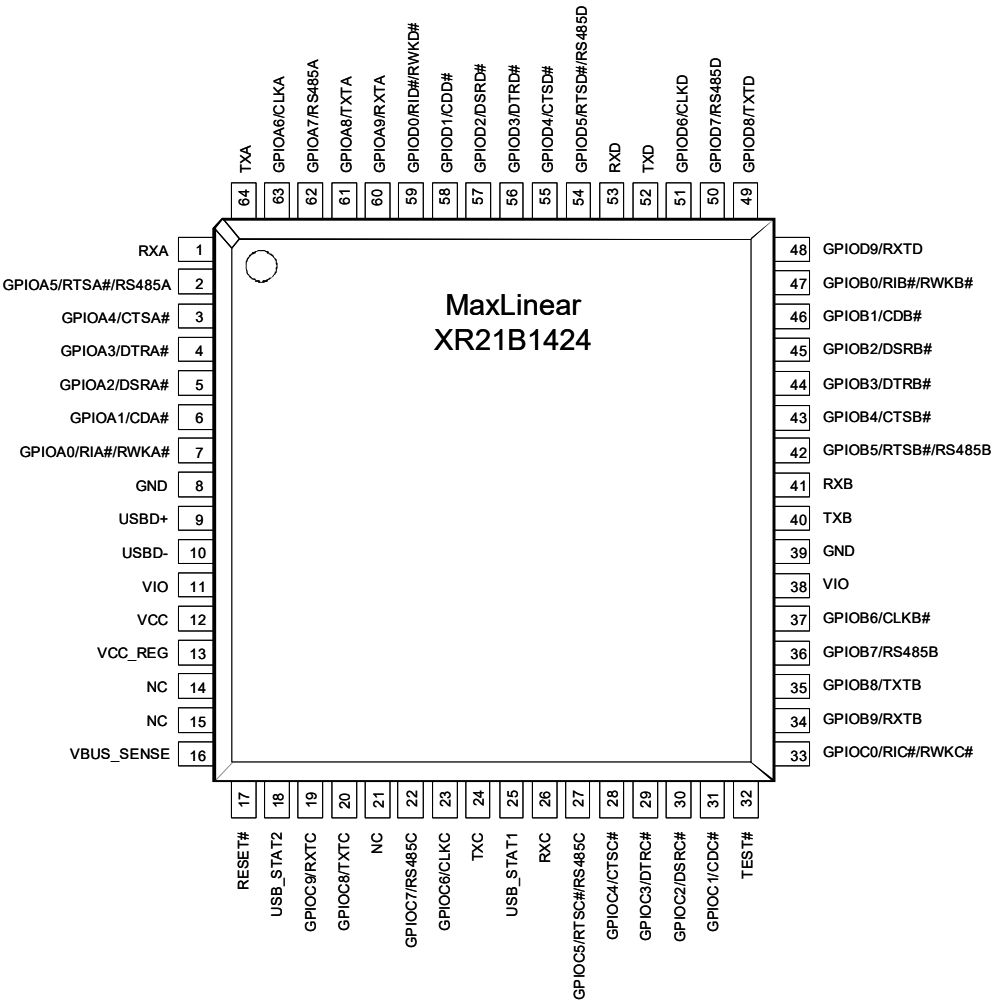 TXA
GPIOA6/CLKA
GPIOA7/RS485A
GPIOA8/TXTA
GPIOA9/RXTA
GPIOD0/RID#/RWKD#
GPIOD1/CDD#
GPIOD2/DSRD#
GPIOD3/DTRD#
GPIOD4/CTSD#
GPIOD5/RTSD#/RS485D
RXD
TXD
GPIOD6/CLKD
GPIOD7/RS485D
GPIOD8/TXTD
64
63
62
61
60
59
58
57
56
55
54
53
52
51
50
49
MaxLinear
XR21B1424
RXA 1
GPIOA5/RTSA#/RS485A 2
GPIOA4/CTSA# 3
GPIOA3/DTRA# 4
GPIOA2/DSRA# 5
GPIOA1/CDA# 6
GPIOA0/RIA#/RWKA# 7
GND 8
USBD+ 9
USBD- 10
VIO 11
VCC 12
VCC_REG 13
NC 14
NC 15
VBUS_SENSE 16
48 GPIOD9/RXTD
47 GPIOB0/RIB#/RWKB#
46 GPIOB1/CDB#
45 GPIOB2/DSRB#
44 GPIOB3/DTRB#
43 GPIOB4/CTSB#
42 GPIOB5/RTSB#/RS485B
41 RXB
40 TXB
39 GND
38 VIO
37 GPIOB6/CLKB#
36 GPIOB7/RS485B
35 GPIOB8/TXTB
34 GPIOB9/RXTB
33 GPIOC0/RIC#/RWKC#
17
18
19
20
21
22
23
24
25
26
27
28
29
30
31
32
RESET#
USB_STAT2
GPIOC9/RXTC
GPIOC8/TXTC
NC
GPIOC7/RS485C
GPIOC6/CLKC
TXC
USB_STAT1
RXC
GPIOC5/RTSC#/RS485C
GPIOC4/CTSC#
GPIOC3/DTRC#
GPIOC2/DSRC#
GPIOC1/CDC#
TEST#